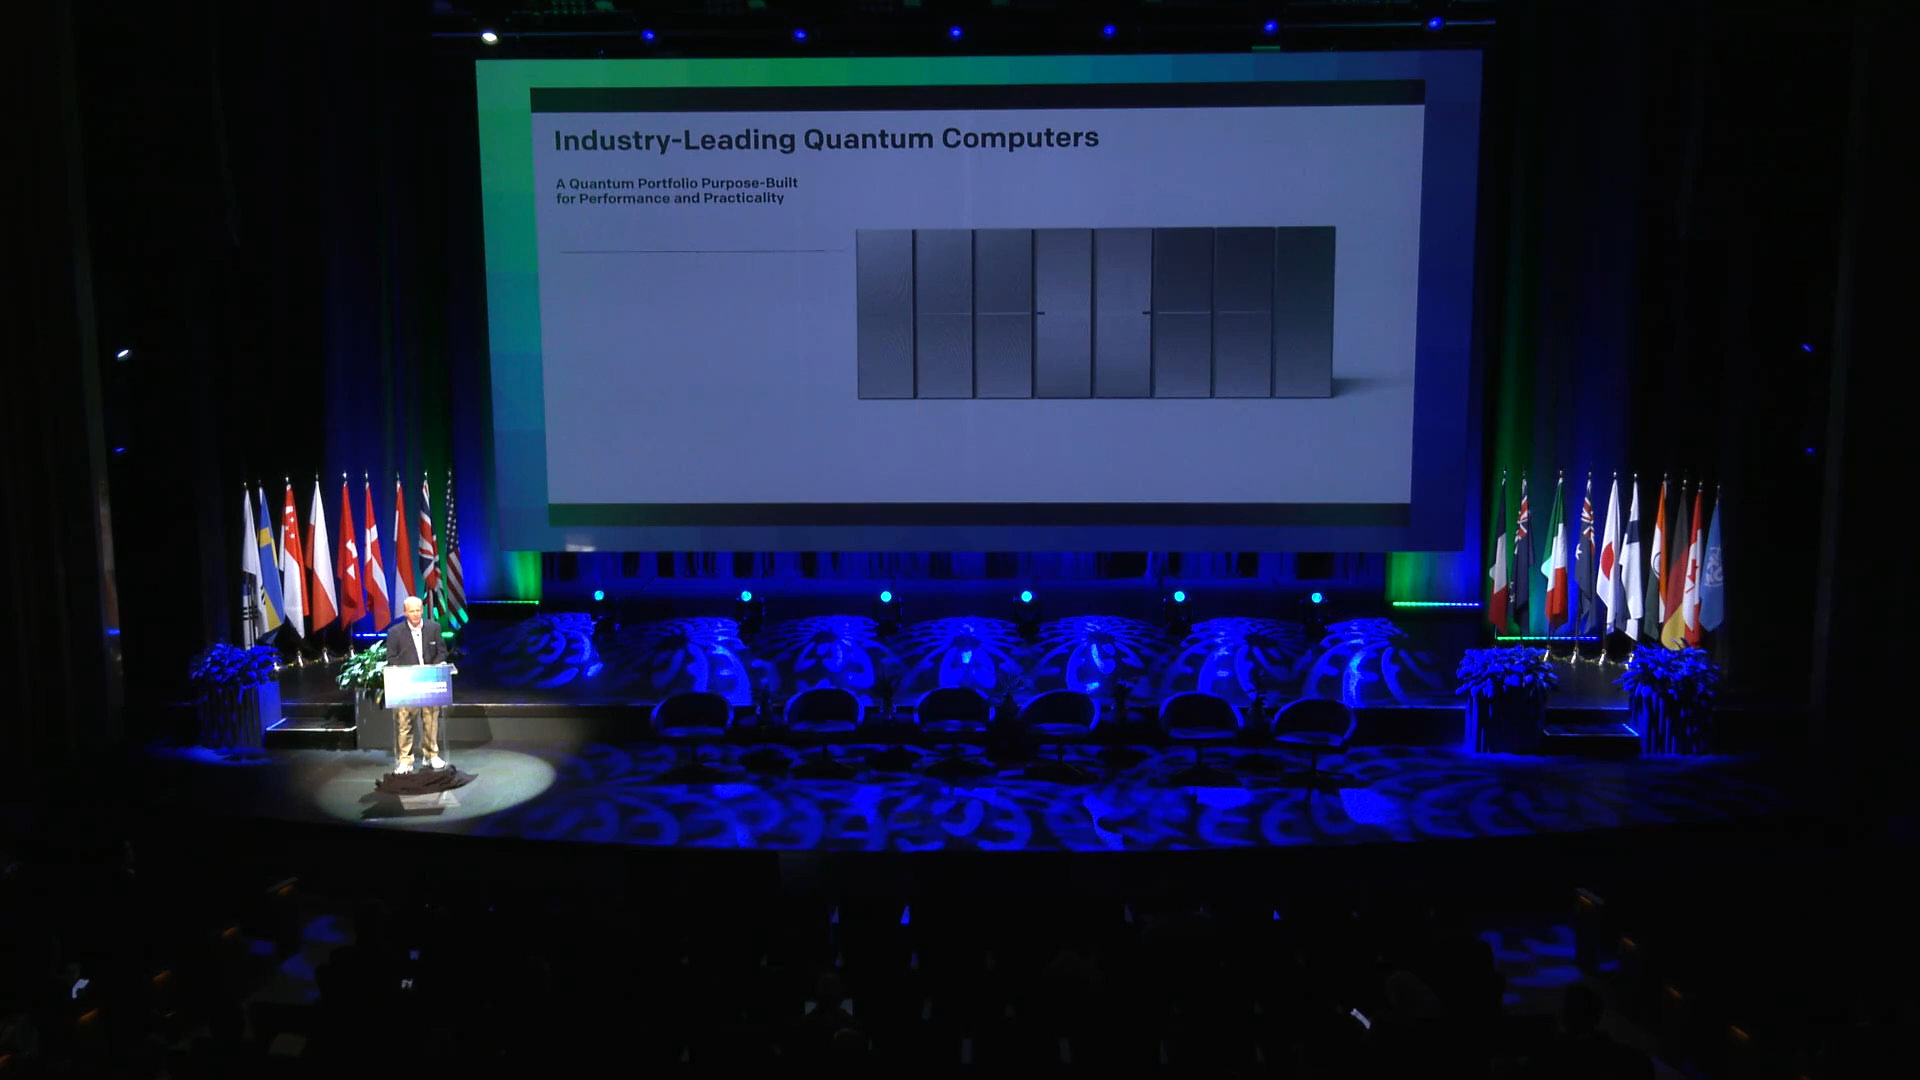 Industry-Leading Quantum Computers
A Quantum Portfolio Purpose-Built
for Performance and Practicality